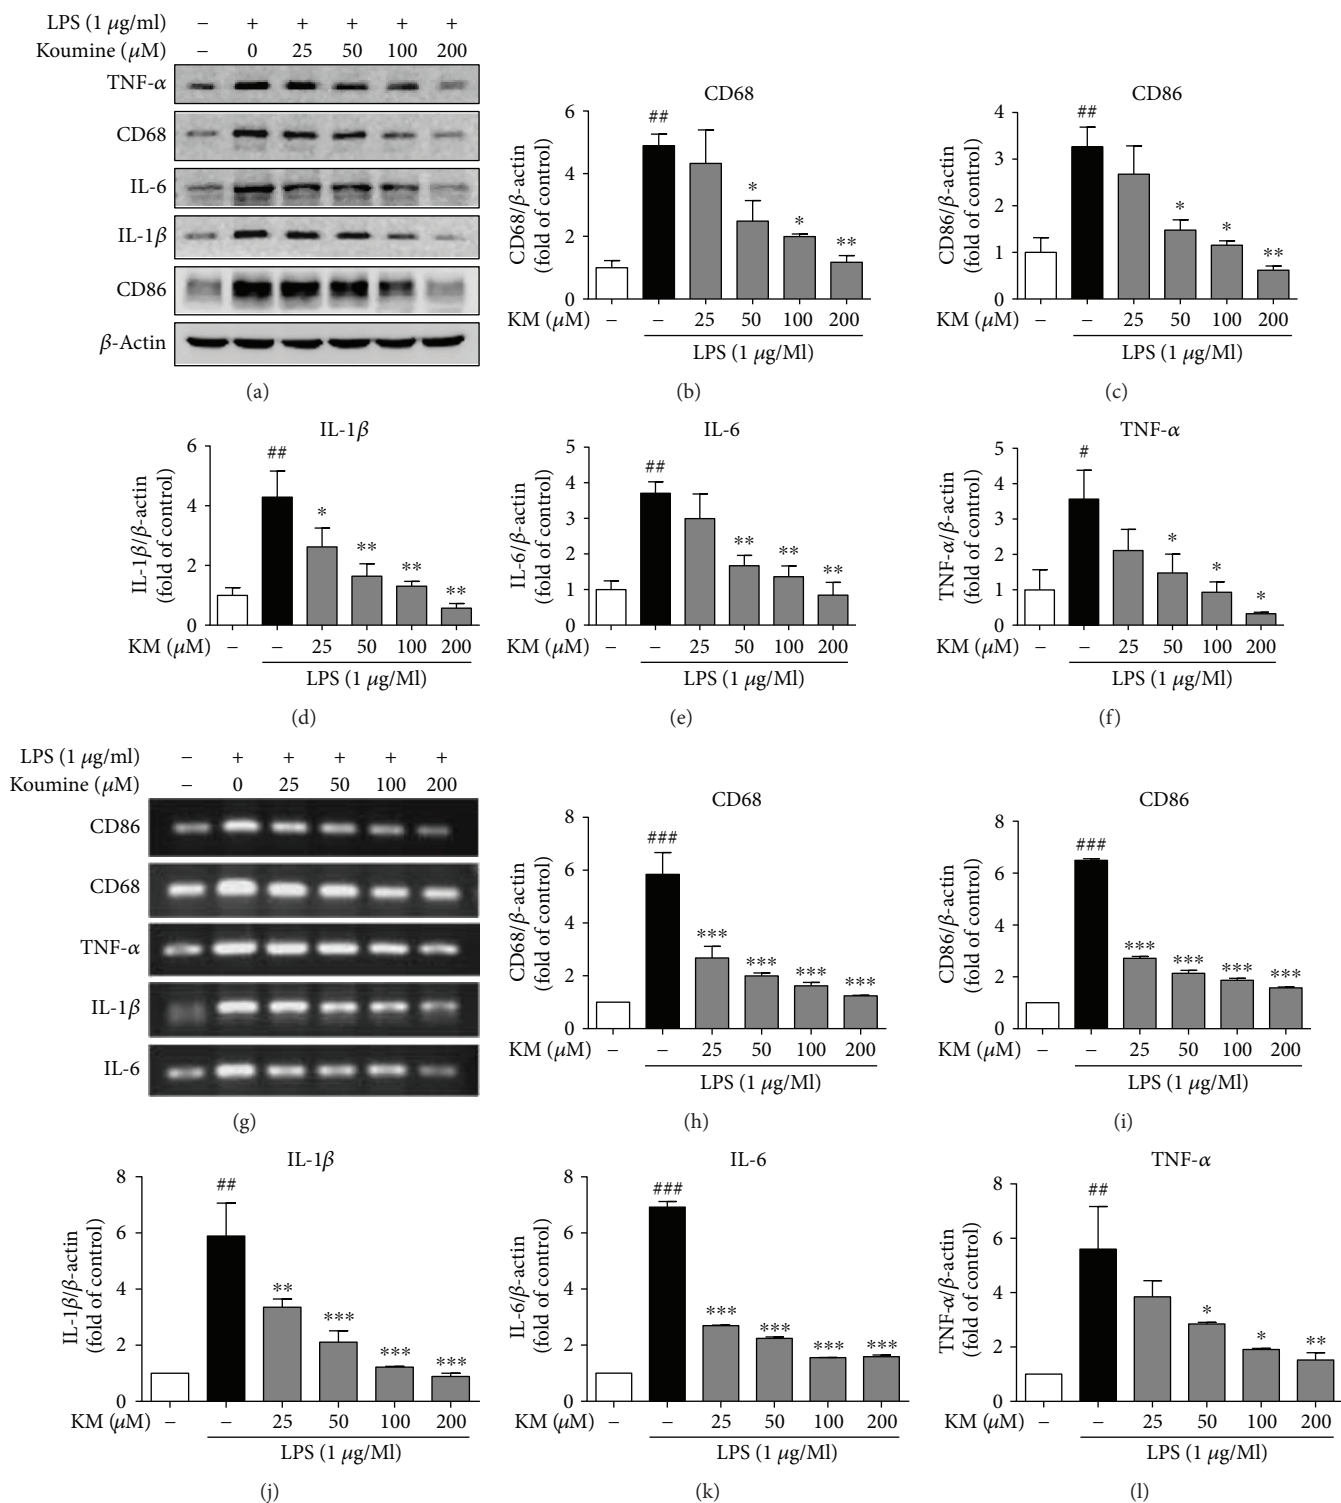 LPS (1 μg/ml) – + + + + +
Koumine (μM) – 0 25 50 100 200
TNF-α
CD68
IL-6
IL-1β
CD86
β-Actin
(a)
CD68
CD68/β-actin
(fold of control)
6
4
2
0
##
*
*
**
KM (μM) – – 25 50 100 200
LPS (1 μg/Ml)
(b)
CD86
CD86/β-actin
(fold of control)
4
3
2
1
0
##
*
*
**
KM (μM) – – 25 50 100 200
LPS (1 μg/Ml)
(c)
IL-1β
IL-1β/β-actin
(fold of control)
6
4
2
0
##
*
**
**
**
KM (μM) – – 25 50 100 200
LPS (1 μg/Ml)
(d)
IL-6
IL-6/β-actin
(fold of control)
5
4
3
2
1
0
##
**
**
**
KM (μM) – – 25 50 100 200
LPS (1 μg/Ml)
(e)
TNF-α
TNF-α/β-actin
(fold of control)
5
4
3
2
1
0
#
*
*
*
KM (μM) – – 25 50 100 200
LPS (1 μg/Ml)
(f)
LPS (1 μg/ml) – + + + + +
Koumine (μM) – 0 25 50 100 200
CD86
CD68
TNF-α
IL-1β
IL-6
(g)
CD68
CD68/β-actin
(fold of control)
8
6
4
2
0
###
***
***
***
***
KM (μM) – – 25 50 100 200
LPS (1 μg/Ml)
(h)
CD86
CD86/β-actin
(fold of control)
8
6
4
2
0
###
***
***
***
***
KM (μM) – – 25 50 100 200
LPS (1 μg/Ml)
(i)
IL-1β
IL-1β/β-actin
(fold of control)
8
6
4
2
0
##
**
***
***
***
KM (μM) – – 25 50 100 200
LPS (1 μg/Ml)
(j)
IL-6
IL-6/β-actin
(fold of control)
8
6
4
2
0
###
***
***
***
***
KM (μM) – – 25 50 100 200
LPS (1 μg/Ml)
(k)
TNF-α
TNF-α/β-actin
(fold of control)
8
6
4
2
0
##
*
*
**
KM (μM) – – 25 50 100 200
LPS (1 μg/Ml)
(l)